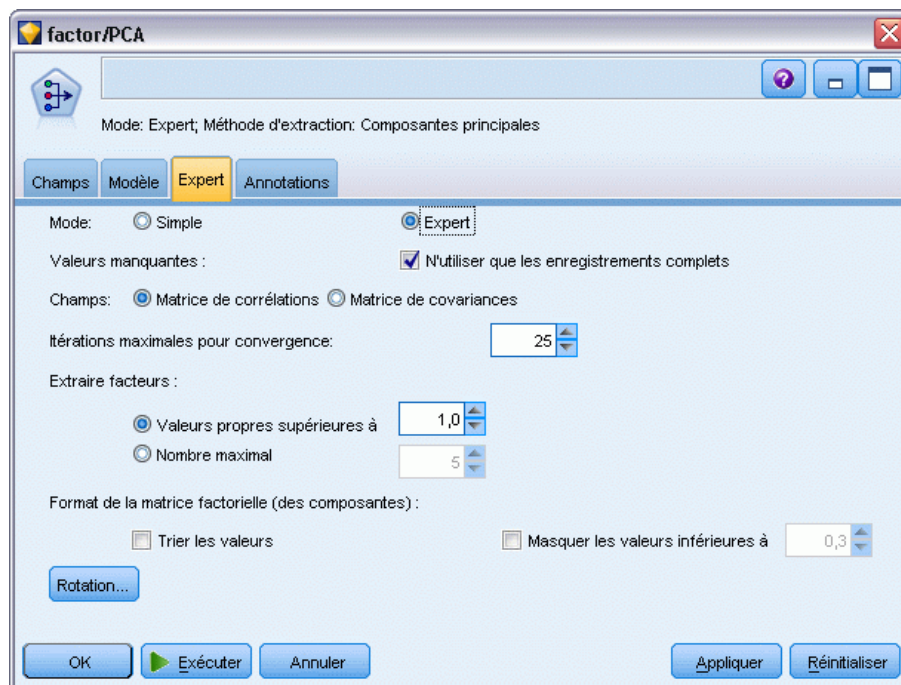 factor/PCA
Mode: Expert; Méthode d'extraction: Composantes principales
Champs Modèle Expert Annotations
Mode: Simple Expert
Valeurs manquantes : N'utiliser que les enregistrements complets
Champs: Matrice de corrélations Matrice de covariances
Itérations maximales pour convergence: 25
Extraire facteurs :
Valeurs propres supérieures à 1,0
Nombre maximal 5
Format de la matrice factorielle (des composantes) :
Trier les valeurs Masquer les valeurs inférieures à 0,3
Rotation...
OK Exécuter Annuler Appliquer Réinitialiser